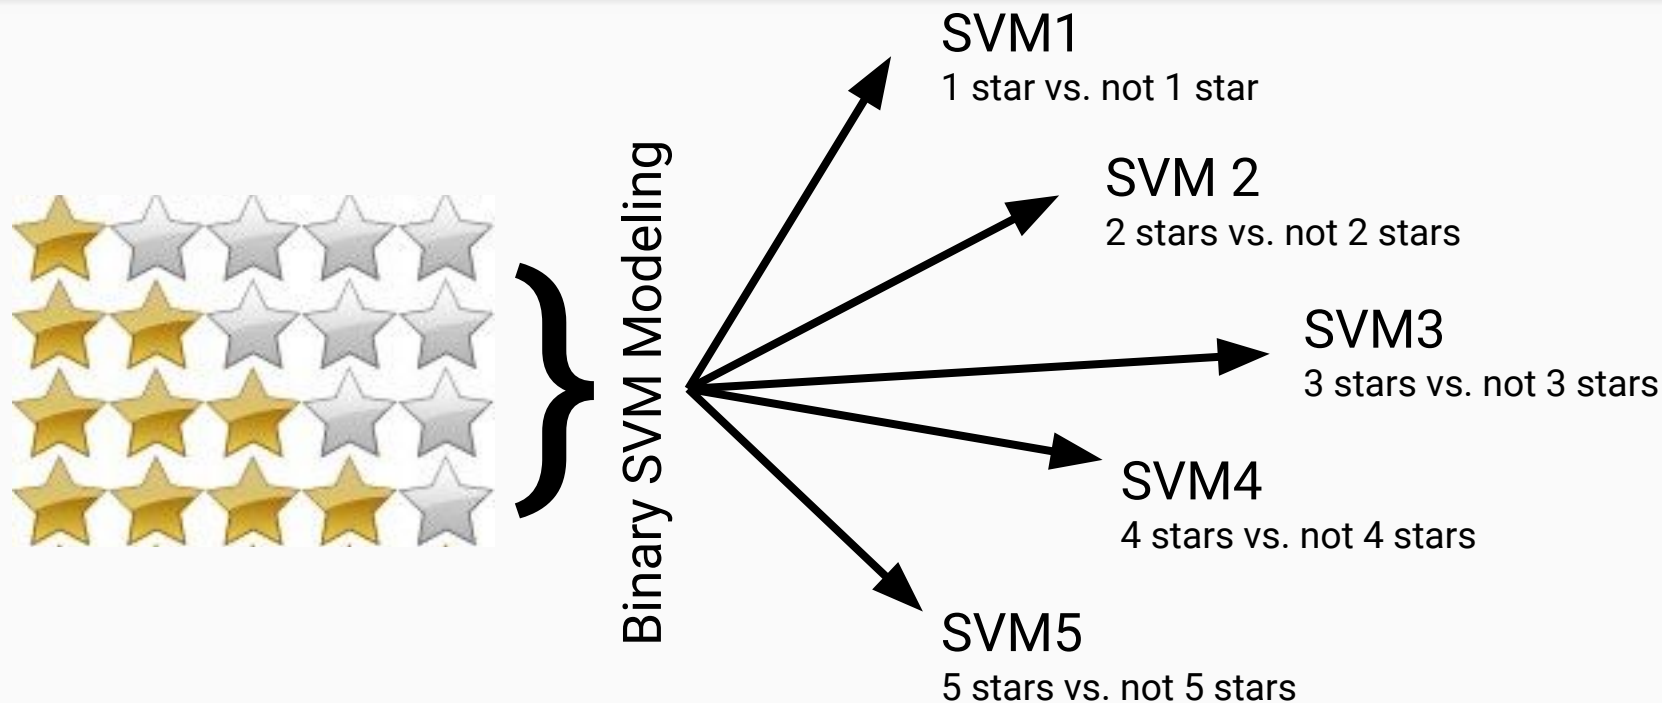 SVM1
1 star vs. not 1 star
SVM 2
2 stars vs. not 2 stars
Binary SVM Modeling
SVM3
3 stars vs. not 3 stars
SVM4
4 stars vs. not 4 stars
SVM5
5 stars vs. not 5 stars